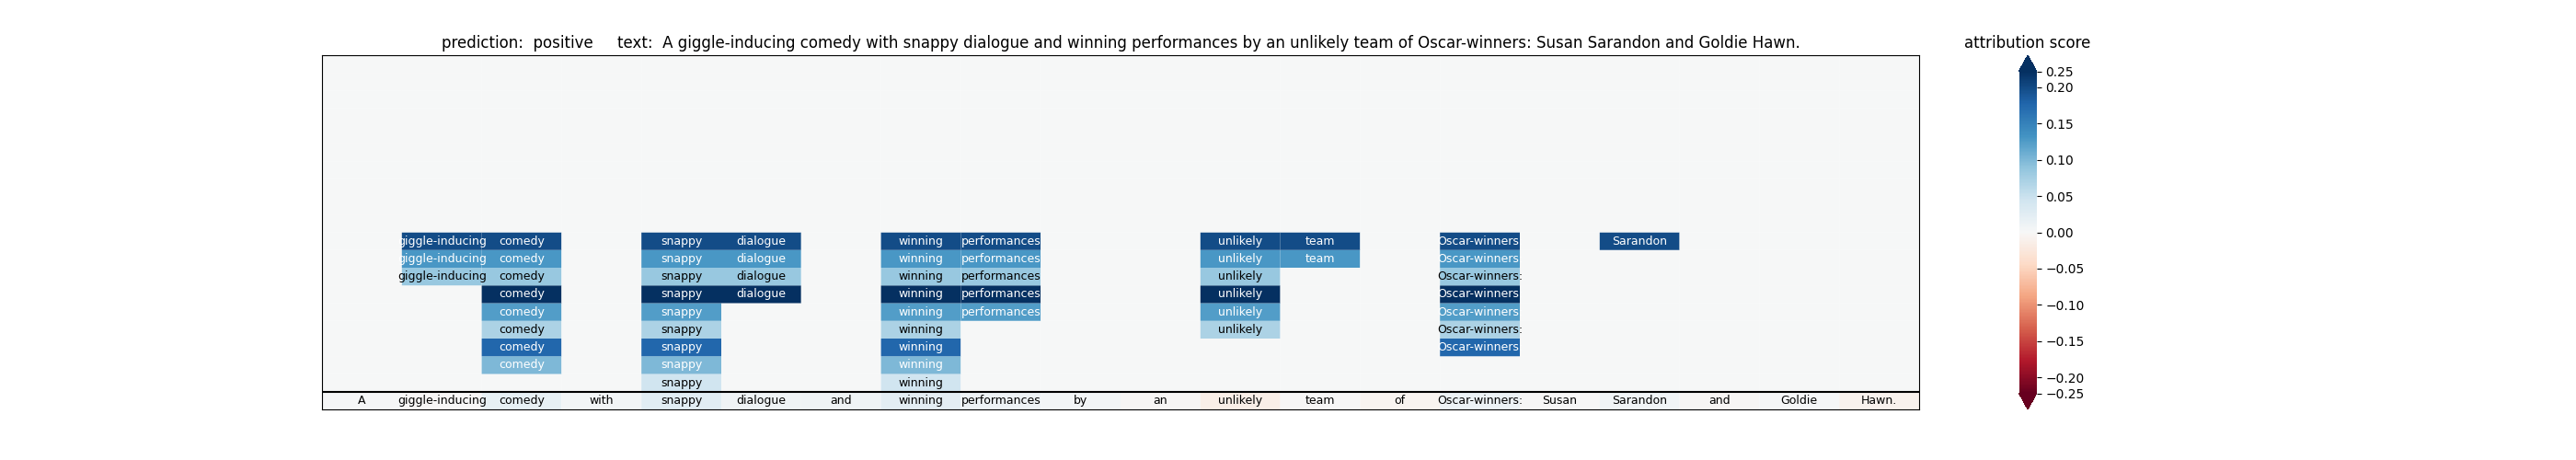 prediction: positive text: A giggle-inducing comedy with snappy dialogue and winning performances by an unlikely team of Oscar-winners: Susan Sarandon and Goldie Hawn.
attribution score
0.25
0.20
0.15
0.10
0.05
0.00
−0.05
−0.10
−0.15
−0.20
−0.25
giggle-inducing comedy snappy dialogue winning performances unlikely team Oscar-winners Sarandon
giggle-inducing comedy snappy dialogue winning performances unlikely team Oscar-winners
giggle-inducing comedy snappy dialogue winning performances unlikely Oscar-winners:
comedy snappy dialogue winning performances unlikely Oscar-winners
comedy snappy winning performances unlikely Oscar-winners
comedy snappy winning unlikely Oscar-winners:
comedy snappy winning Oscar-winners
comedy snappy winning
snappy winning
A giggle-inducing comedy with snappy dialogue and winning performances by an unlikely team of Oscar-winners: Susan Sarandon and Goldie Hawn.